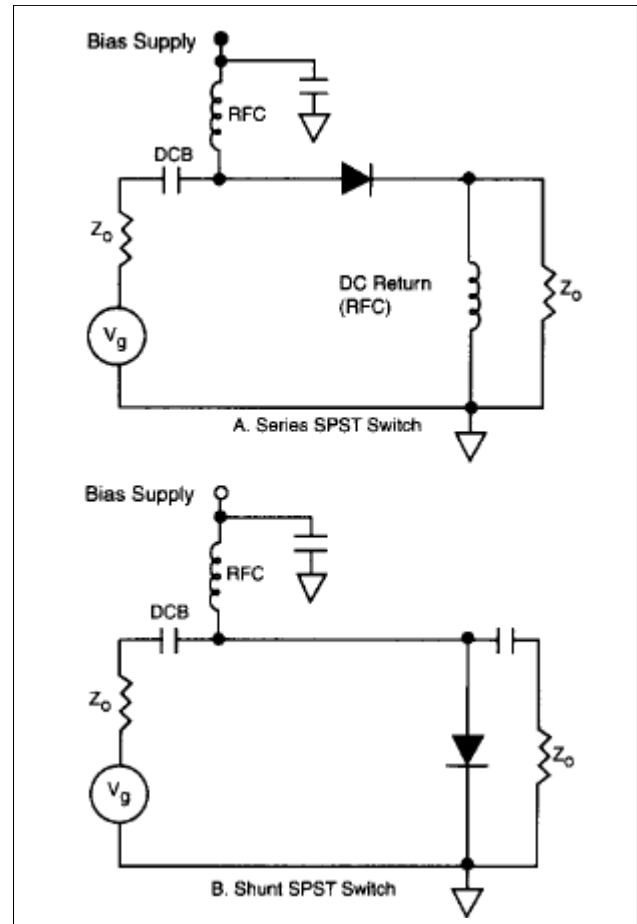 Bias Supply
RFC
DCB
Zo
Vg
DC Return
(RFC)
Zo
A. Series SPST Switch
Bias Supply
RFC
DCB
Zo
Vg
Zo
B. Shunt SPST Switch